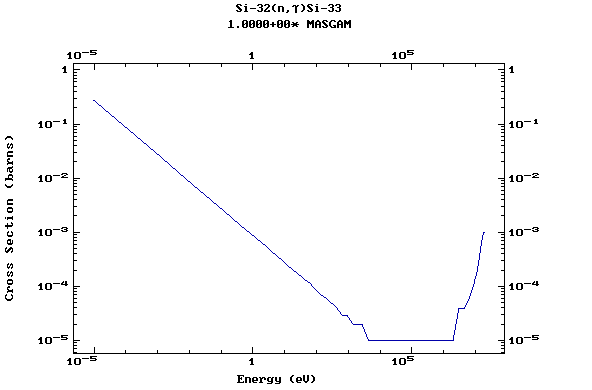 Si-32(n,γ)Si-33
1.0000+00* MASGAM
10⁻⁵ 1 10⁵
1 1
10⁻¹ 10⁻¹
10⁻² 10⁻²
10⁻³ 10⁻³
10⁻⁴ 10⁻⁴
10⁻⁵ 10⁻⁵
10⁻⁵ 1 10⁵
Cross Section (barns)
Energy (eV)